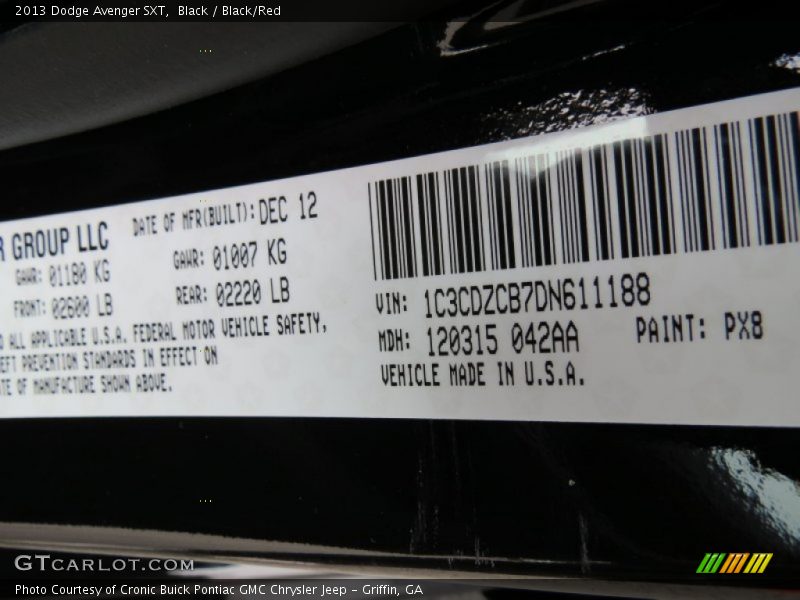 2013 Dodge Avenger SXT,  Black / Black/Red
R GROUP LLC
DATE OF MFR(BUILT): DEC 12
GAWR: 01180 KG
GAWR: 01007 KG
FRONT: 02600 LB
REAR: 02220 LB
O ALL APPLICABLE U.S.A. FEDERAL MOTOR VEHICLE SAFETY,
EFT PREVENTION STANDARDS IN EFFECT ON
TE OF MANUFACTURE SHOWN ABOVE.
VIN: 1C3CDZCB7DN611188
MDH: 120315 042AA
PAINT: PX8
VEHICLE MADE IN U.S.A.
GTCARLOT.COM
Photo Courtesy of Cronic Buick Pontiac GMC Chrysler Jeep - Griffin, GA